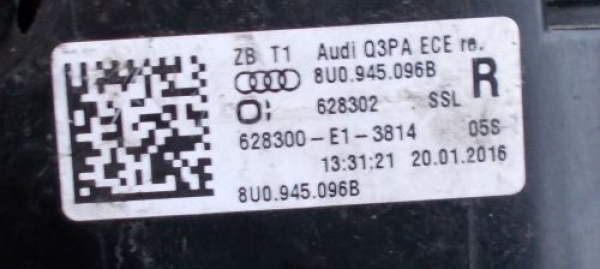 ZB T1 Audi Q3PA ECE re.
8U0.945.096B R
628302 SSL
628300-E1-3814 05S
13:31:21 20.01.2016
8U0.945.096B